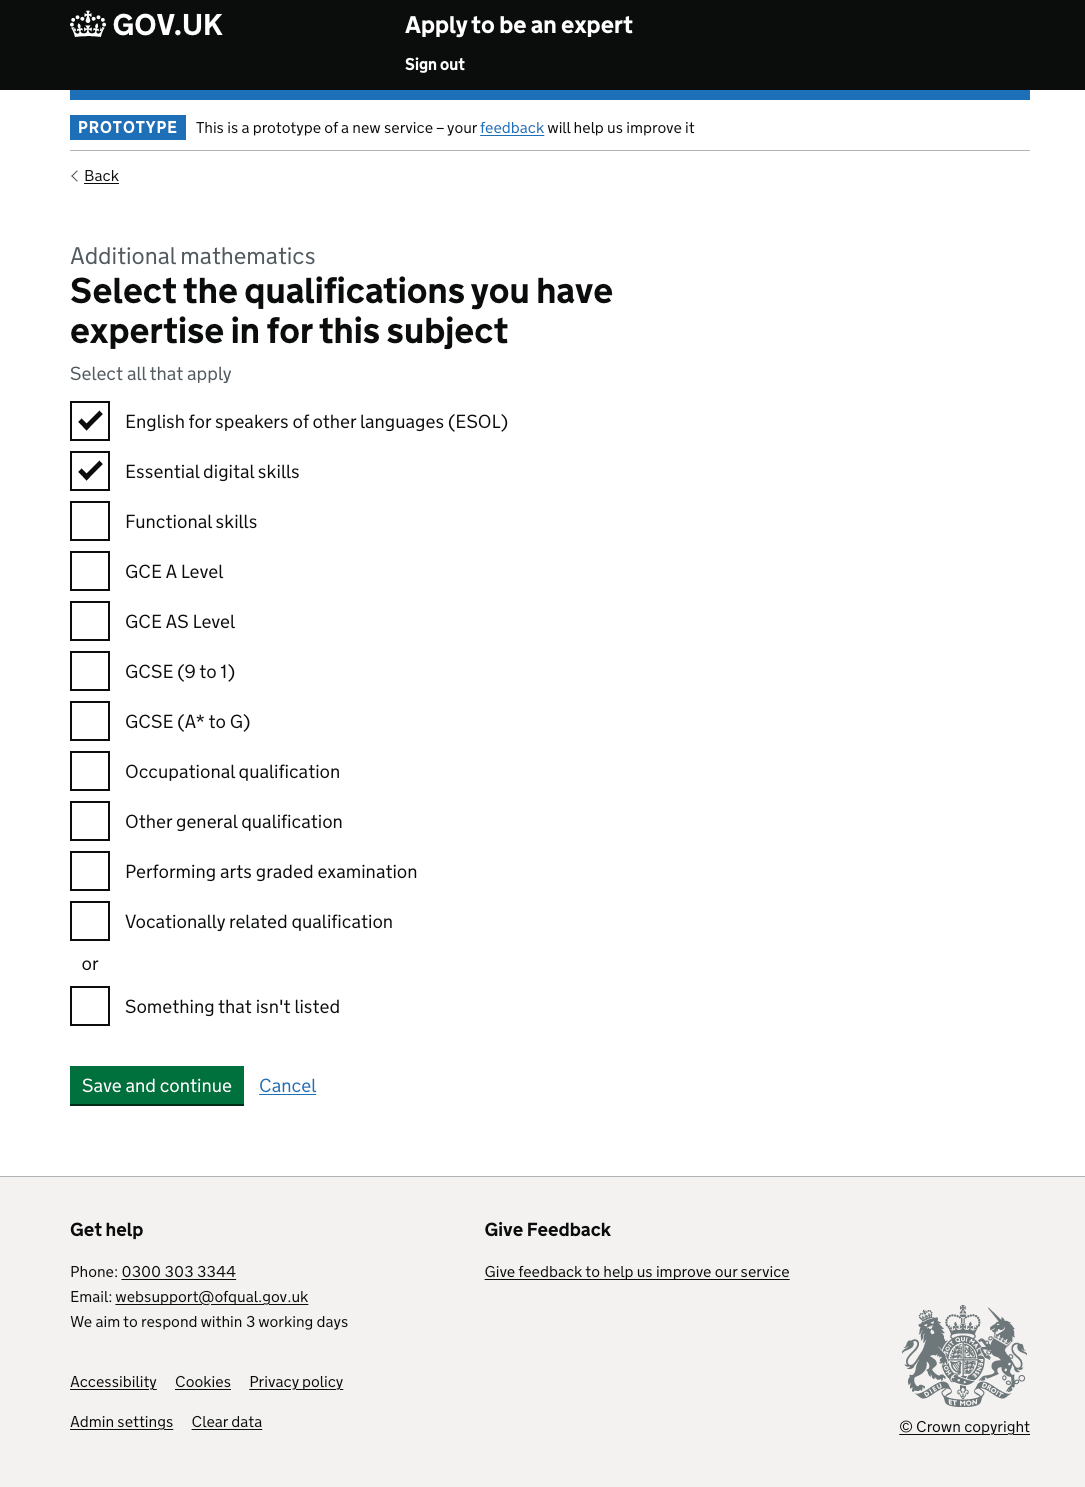 GOV.UK
Apply to be an expert
Sign out
PROTOTYPE This is a prototype of a new service – your feedback will help us improve it
Back
Additional mathematics
Select the qualifications you have
expertise in for this subject
Select all that apply
English for speakers of other languages (ESOL)
Essential digital skills
Functional skills
GCE A Level
GCE AS Level
GCSE (9 to 1)
GCSE (A* to G)
Occupational qualification
Other general qualification
Performing arts graded examination
Vocationally related qualification
or
Something that isn't listed
Save and continue Cancel
Get help
Phone: 0300 303 3344
Email: websupport@ofqual.gov.uk
We aim to respond within 3 working days
Give Feedback
Give feedback to help us improve our service
Accessibility Cookies Privacy policy
Admin settings Clear data
DIEU ET MON DROIT
© Crown copyright